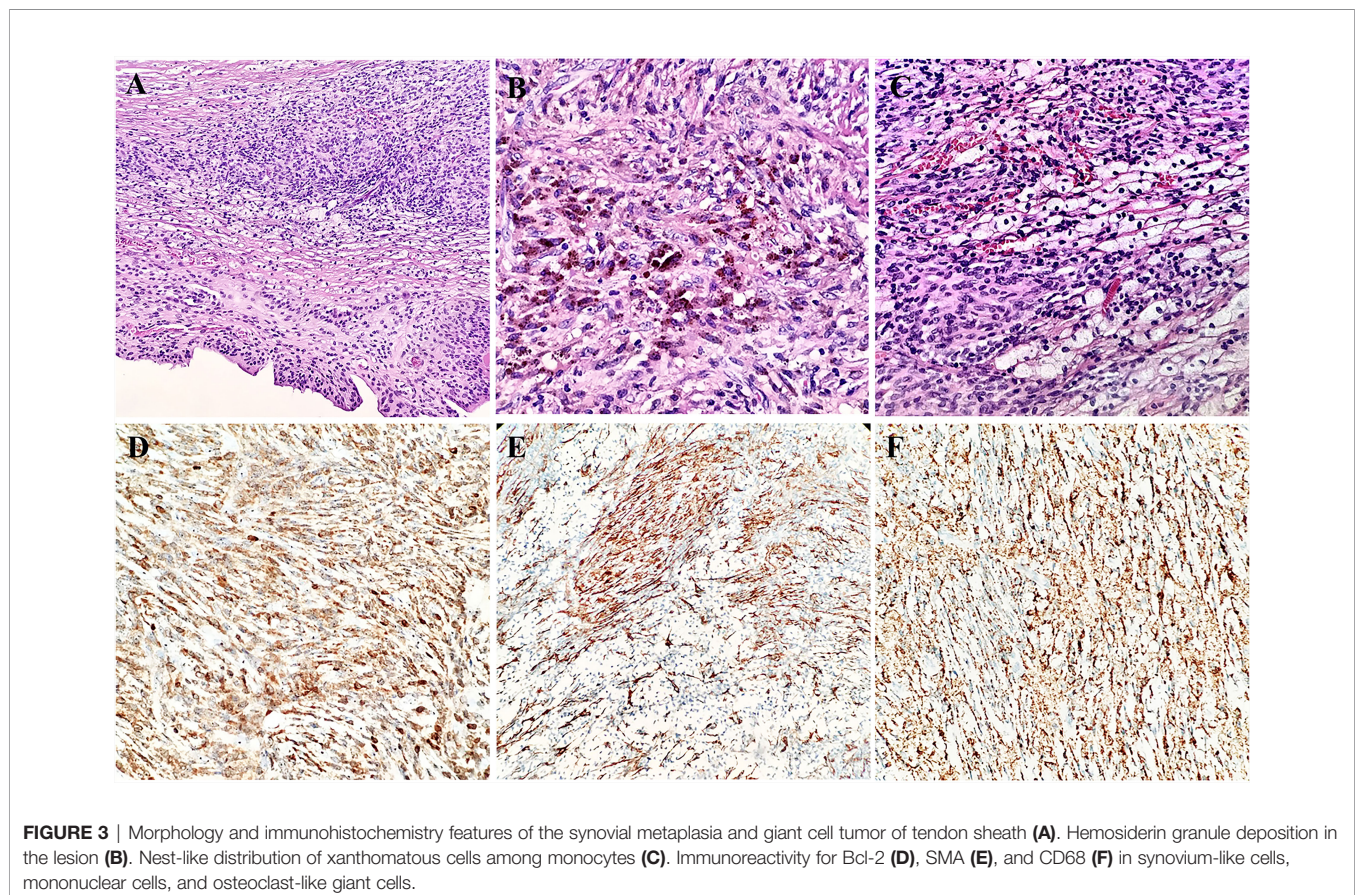 A
B
C
D
E
F
FIGURE 3 | Morphology and immunohistochemistry features of the synovial metaplasia and giant cell tumor of tendon sheath (A). Hemosiderin granule deposition in
the lesion (B). Nest-like distribution of xanthomatous cells among monocytes (C). Immunoreactivity for Bcl-2 (D), SMA (E), and CD68 (F) in synovium-like cells,
mononuclear cells, and osteoclast-like giant cells.